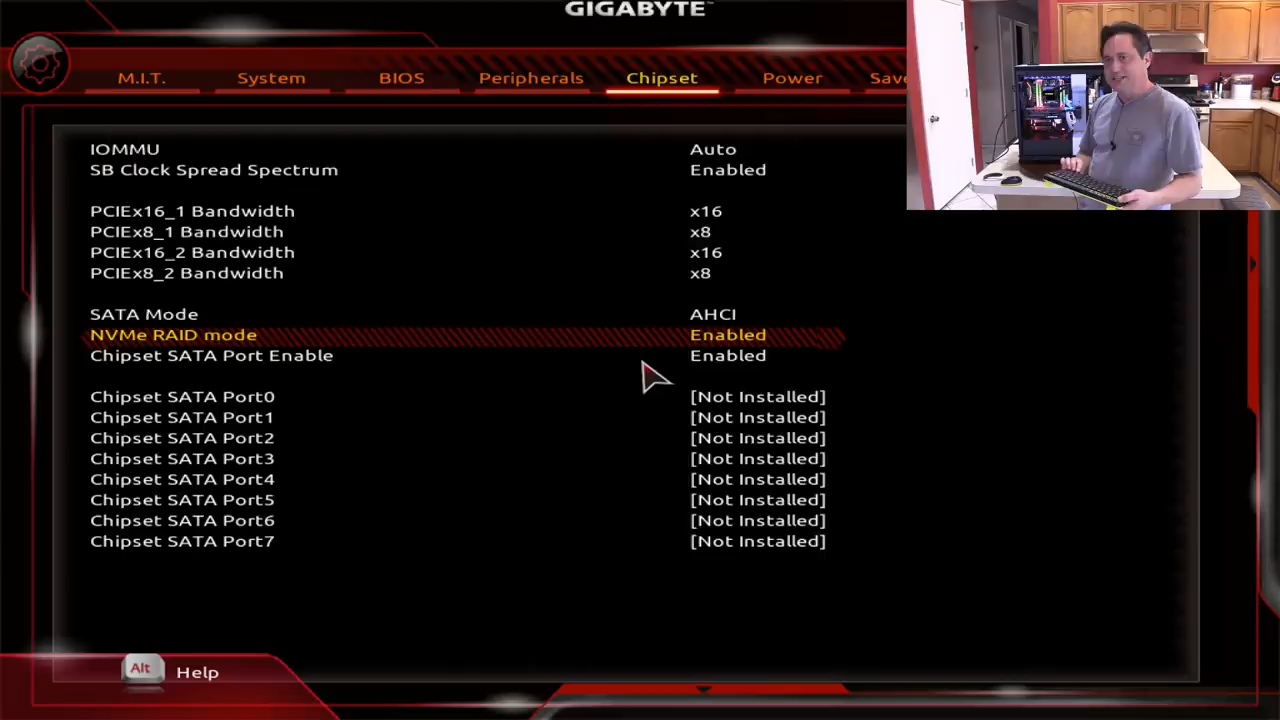 GIGABYTE™
M.I.T. System BIOS Peripherals Chipset Power Save
IOMMU Auto
SB Clock Spread Spectrum Enabled
PCIEx16_1 Bandwidth x16
PCIEx8_1 Bandwidth x8
PCIEx16_2 Bandwidth x16
PCIEx8_2 Bandwidth x8
SATA Mode AHCI
NVMe RAID mode Enabled
Chipset SATA Port Enable Enabled
Chipset SATA Port0 [Not Installed]
Chipset SATA Port1 [Not Installed]
Chipset SATA Port2 [Not Installed]
Chipset SATA Port3 [Not Installed]
Chipset SATA Port4 [Not Installed]
Chipset SATA Port5 [Not Installed]
Chipset SATA Port6 [Not Installed]
Chipset SATA Port7 [Not Installed]
Alt Help